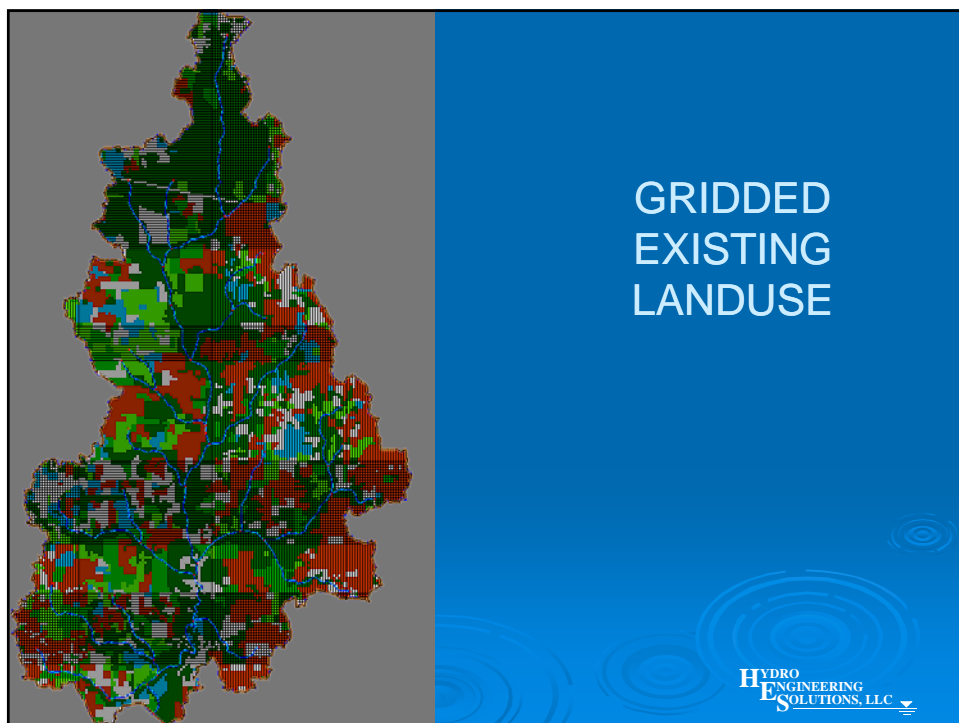 GRIDDED
EXISTING
LANDUSE
HYDRO
ENGINEERING
SOLUTIONS, LLC